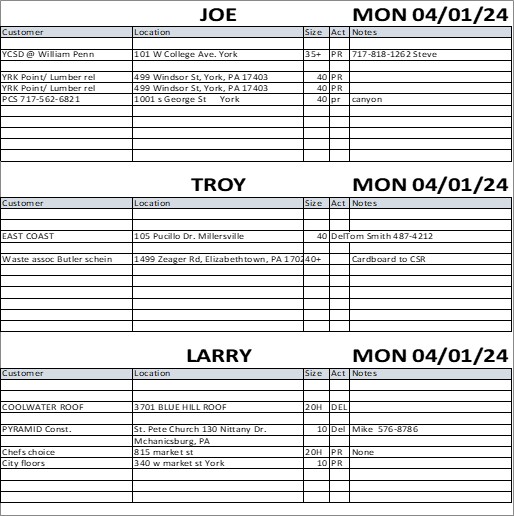 JOE MON 04/01/24
Customer Location Size Act Notes
YCSD @ William Penn 101 W College Ave. York 35+ PR 717-818-1262 Steve
YRK Point/ Lumber rel 499 Windsor St, York, PA 17403 40 PR
YRK Point/ Lumber rel 499 Windsor St, York, PA 17403 40 PR
PCS 717-562-6821 1001 s George St York 40 pr canyon
TROY MON 04/01/24
Customer Location Size Act Notes
EAST COAST 105 Pucillo Dr. Millersville 40 Del Tom Smith 487-4212
Waste assoc Butler schein 1499 Zeager Rd, Elizabethtown, PA 1702 40+ Cardboard to CSR
LARRY MON 04/01/24
Customer Location Size Act Notes
COOLWATER ROOF 3701 BLUE HILL ROOF 20H DEL
PYRAMID Const. St. Pete Church 130 Nittany Dr. 10 Del Mike 576-8786
Mchanicsburg, PA
Chefs choice 815 market st 20H PR None
City floors 340 w market st York 10 PR